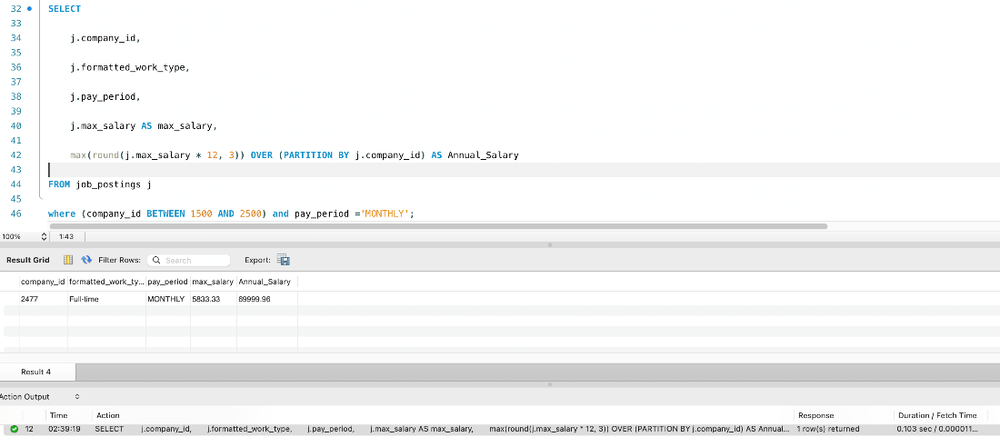 32 SELECT
33
34 j.company_id,
35
36 j.formatted_work_type,
37
38 j.pay_period,
39
40 j.max_salary AS max_salary,
41
42 max(round(j.max_salary * 12, 3)) OVER (PARTITION BY j.company_id) AS Annual_Salary
43
44 FROM job_postings j
45
46 where (company_id BETWEEN 1500 AND 2500) and pay_period ='MONTHLY';
100% 1:43
Result Grid Filter Rows: Search Export:
company_id formatted_work_ty... pay_period max_salary Annual_Salary
2477 Full-time MONTHLY 5833.33 69999.96
Result 4
Action Output
Time Action Response Duration / Fetch Time
12 02:39:19 SELECT j.company_id, j.formatted_work_type, j.pay_period, j.max_salary AS max_salary, max(round(j.max_salary * 12, 3)) OVER (PARTITION BY j.company_id) AS Annual... 1 row(s) returned 0.103 sec / 0.000011...